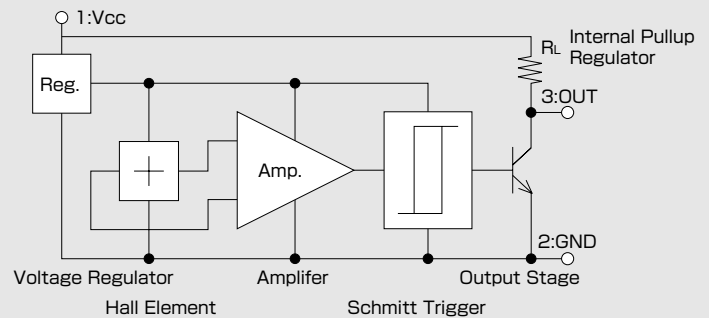 1:Vcc
RL
Internal Pullup
Regulator
Reg.
3:OUT
Amp.
2:GND
Voltage Regulator
Amplifer
Output Stage
Hall Element
Schmitt Trigger